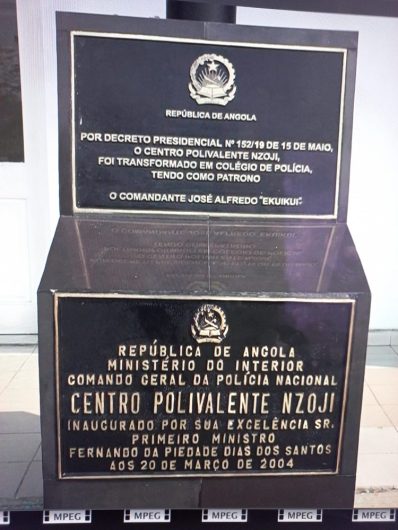 REPÚBLICA DE ANGOLA
POR DECRETO PRESIDENCIAL Nº 152/19 DE 15 DE MAIO,
O CENTRO POLIVALENTE NZOJI,
FOI TRANSFORMADO EM COLÉGIO DE POLÍCIA,
TENDO COMO PATRONO
O COMANDANTE JOSÉ ALFREDO "EKUIKUI"
REPÚBLICA DE ANGOLA
MINISTÉRIO DO INTERIOR
COMANDO GERAL DA POLÍCIA NACIONAL
CENTRO POLIVALENTE NZOJI
INAUGURADO POR SUA EXCELÊNCIA SR.
PRIMEIRO MINISTRO
FERNANDO DA PIEDADE DIAS DOS SANTOS
AOS 20 DE MARÇO DE 2004
MPEG MPEG MPEG MPEG